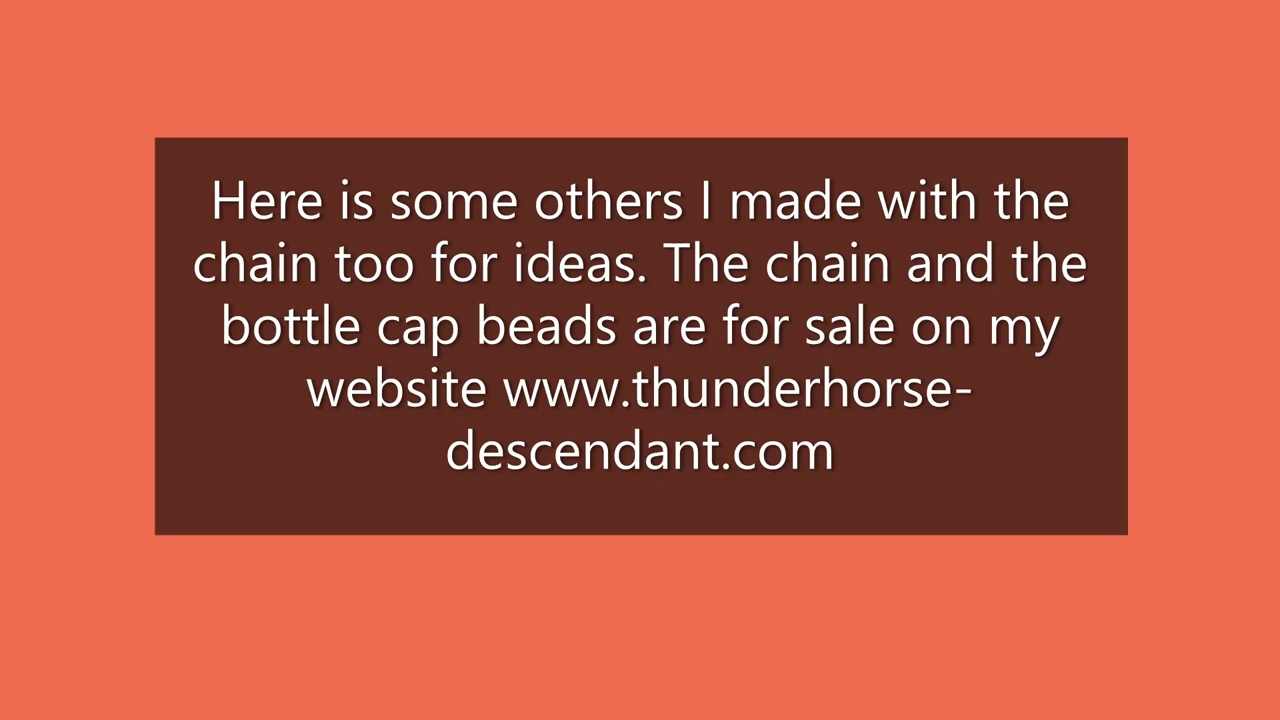 Here is some others I made with the
chain too for ideas. The chain and the
bottle cap beads are for sale on my
website www.thunderhorse-
descendant.com